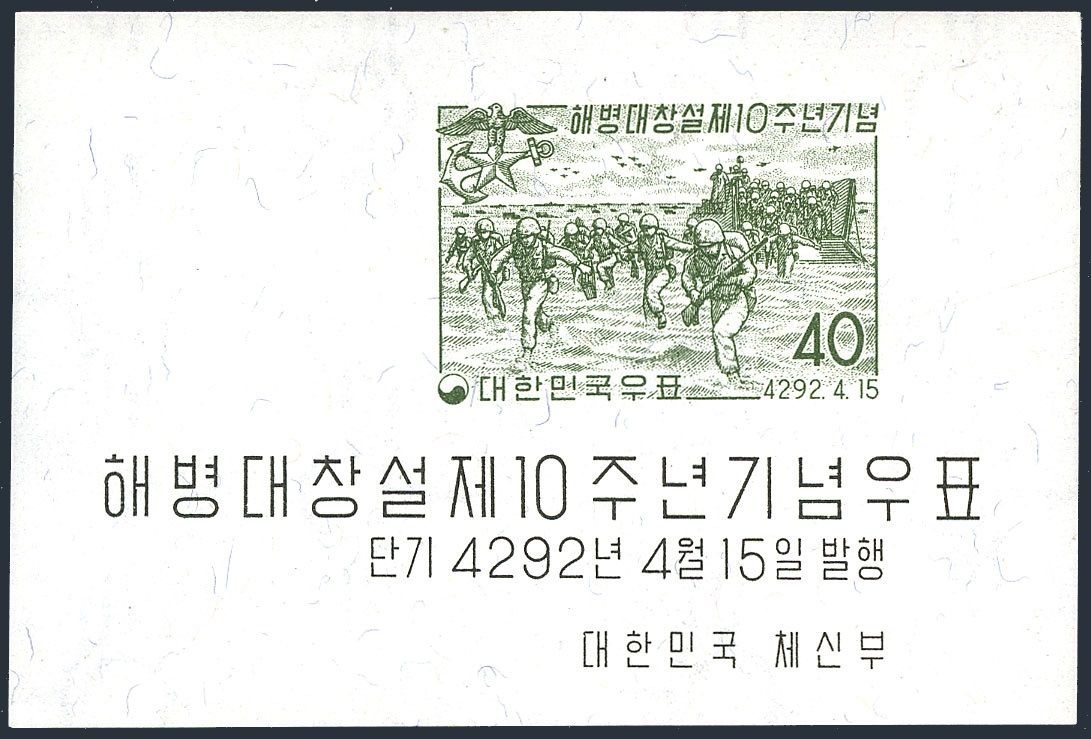 해병대창설제10주년기념
40
대한민국우표
4292.4.15
해병대창설제10주년기념우표
단기 4292년 4월 15일 발행
대한민국 체신부